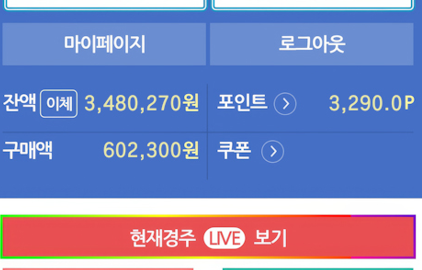 마이페이지 로그아웃
잔액 이체 3,480,270원 포인트 3,290.0P
구매액 602,300원 쿠폰
현재경주 LIVE 보기